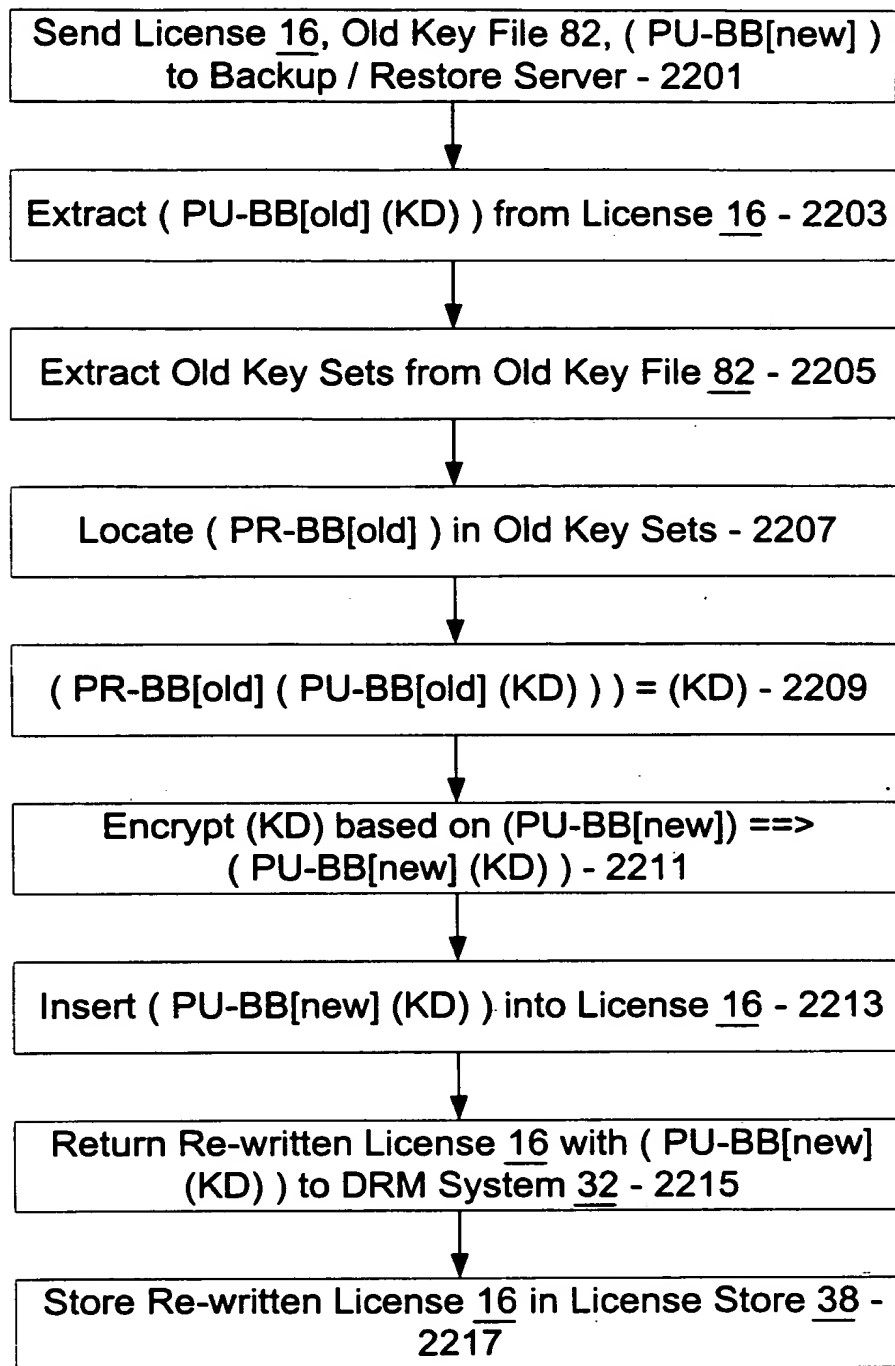 Send License 16, Old Key File 82, ( PU-BB[new] )
to Backup / Restore Server - 2201
Extract ( PU-BB[old] (KD) ) from License 16 - 2203
Extract Old Key Sets from Old Key File 82 - 2205
Locate ( PR-BB[old] ) in Old Key Sets - 2207
( PR-BB[old] ( PU-BB[old] (KD) ) ) = (KD) - 2209
Encrypt (KD) based on (PU-BB[new]) ==>
( PU-BB[new] (KD) ) - 2211
Insert ( PU-BB[new] (KD) ) into License 16 - 2213
Return Re-written License 16 with ( PU-BB[new]
(KD) ) to DRM System 32 - 2215
Store Re-written License 16 in License Store 38 -
2217